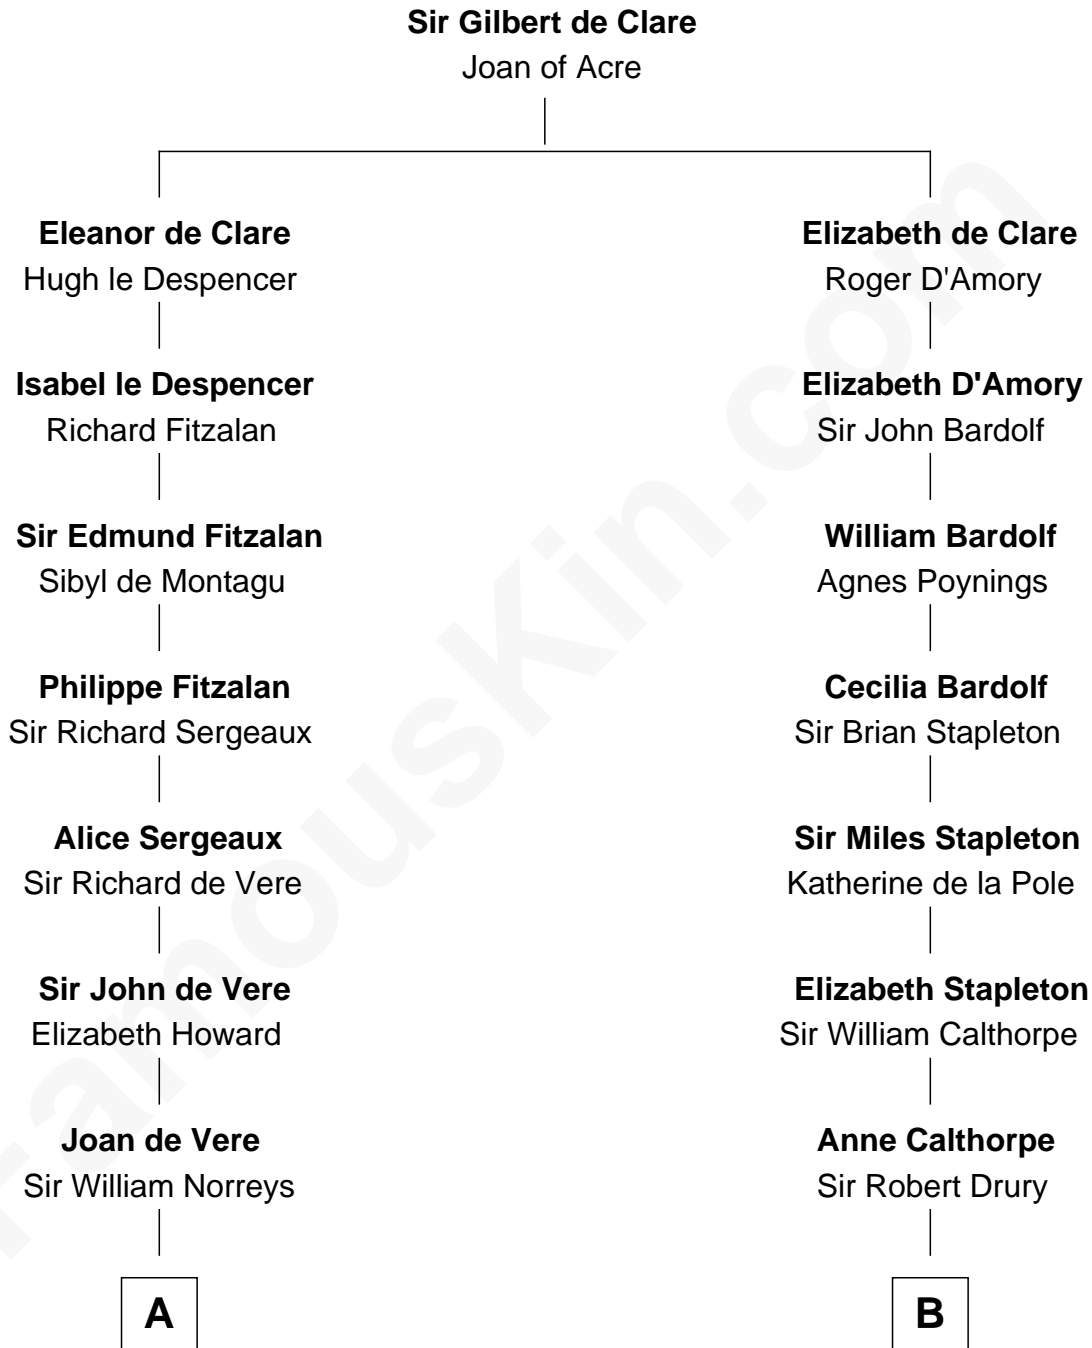 Sir Gilbert de Clare
Joan of Acre
Eleanor de Clare
Hugh le Despencer
Elizabeth de Clare
Roger D'Amory
Isabel le Despencer
Richard Fitzalan
Elizabeth D'Amory
Sir John Bardolf
Sir Edmund Fitzalan
Sibyl de Montagu
William Bardolf
Agnes Poynings
Philippe Fitzalan
Sir Richard Sergeaux
Cecilia Bardolf
Sir Brian Stapleton
Alice Sergeaux
Sir Richard de Vere
Sir Miles Stapleton
Katherine de la Pole
Sir John de Vere
Elizabeth Howard
Elizabeth Stapleton
Sir William Calthorpe
Joan de Vere
Sir William Norreys
Anne Calthorpe
Sir Robert Drury
A
B
FamousKin.com